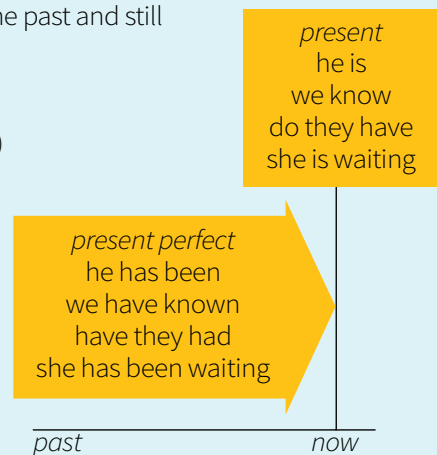 he past and still
)
present
he is
we know
do they have
she is waiting
present perfect
he has been
we have known
have they had
she has been waiting
past now